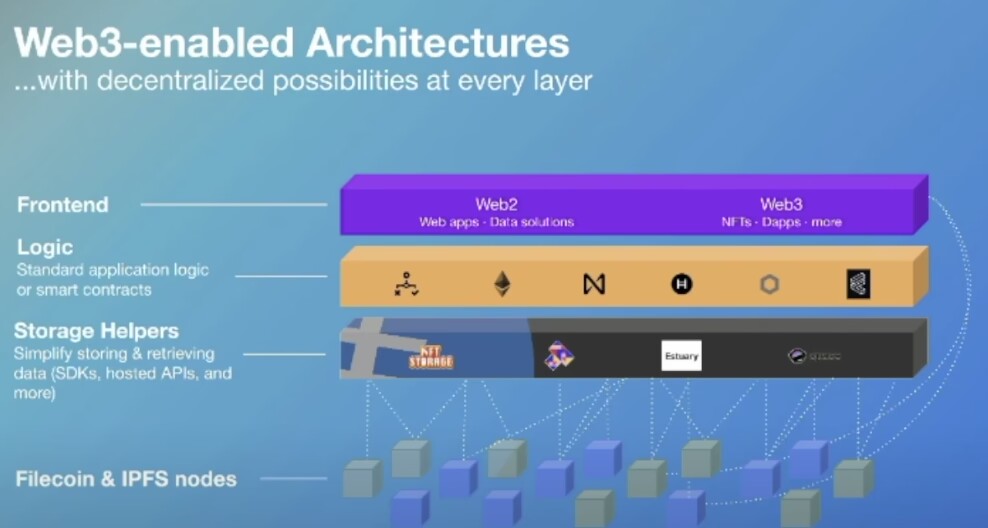 Web3-enabled Architectures
...with decentralized possibilities at every layer
Frontend
Web2
Web apps · Data solutions
Web3
NFTs · Dapps · more
Logic
Standard application logic
or smart contracts
Storage Helpers
Simplify storing & retrieving
data (SDKs, hosted APIs, and
more)
NFT
STORAGE
Estuary
Filecoin & IPFS nodes